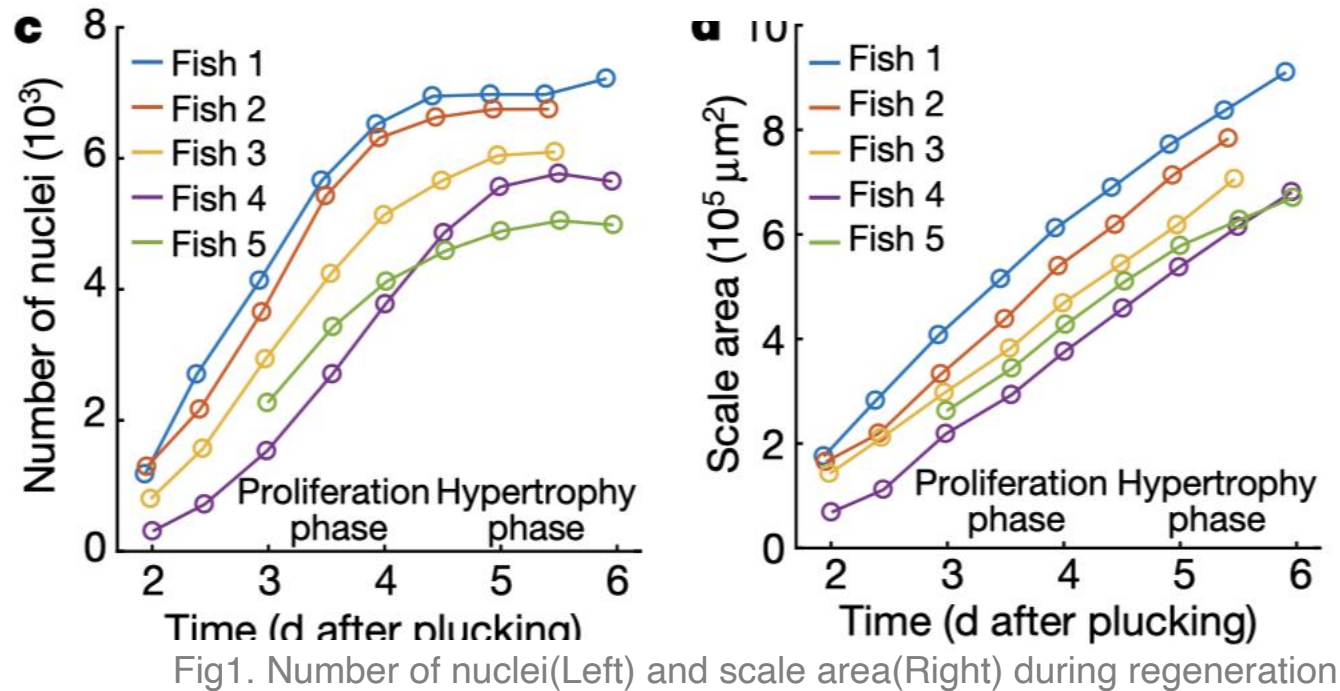 c
8
6
4
2
0
Number of nuclei (10³)
Fish 1
Fish 2
Fish 3
Fish 4
Fish 5
Proliferation phase
Hypertrophy phase
2 3 4 5 6
Time (d after plucking)
d
10
8
6
4
2
0
Scale area (10⁵ μm²)
Fish 1
Fish 2
Fish 3
Fish 4
Fish 5
Proliferation phase
Hypertrophy phase
2 3 4 5 6
Time (d after plucking)
Fig1. Number of nuclei(Left) and scale area(Right) during regeneration